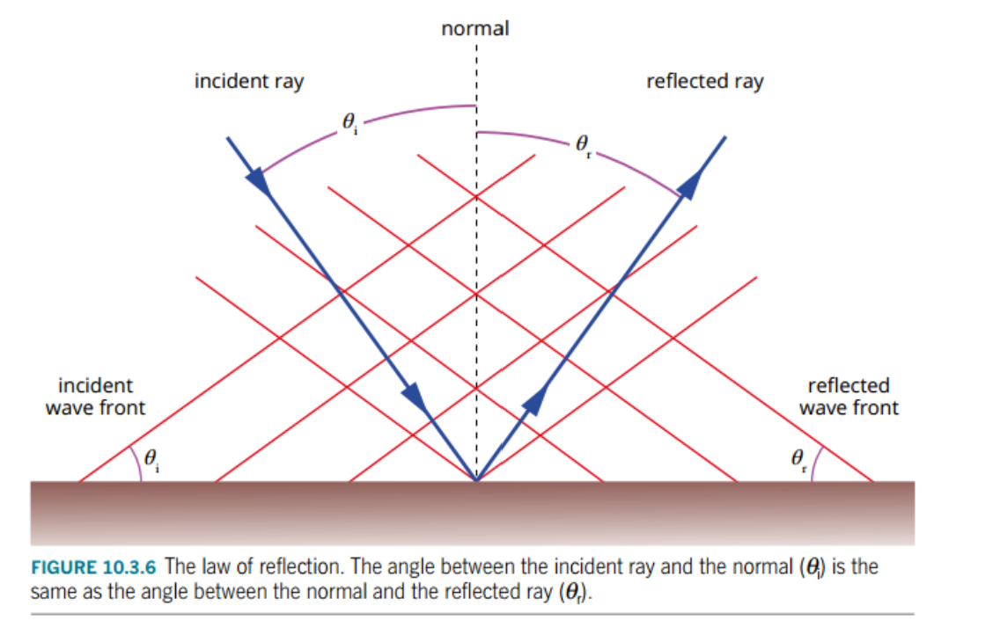 normal
incident ray
reflected ray
θi
θr
incident
wave front
reflected
wave front
θi
θr
FIGURE 10.3.6 The law of reflection. The angle between the incident ray and the normal (θi) is the
same as the angle between the normal and the reflected ray (θr).